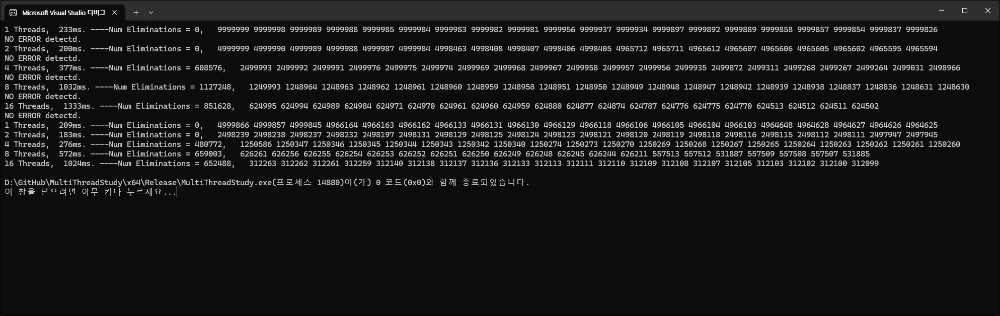 Microsoft Visual Studio 디버그
1 Threads,  233ms. ----Num Eliminations = 0,   9999999 9999998 9999989 9999988 9999985 9999984 9999983 9999982 9999981 9999956 9999937 9999934 9999897 9999892 9999889 9999858 9999857 9999854 9999837 9999826
NO ERROR detectd.
2 Threads,  200ms. ----Num Eliminations = 0,   4999999 4999990 4999989 4999988 4999987 4999984 4998463 4998408 4998407 4998406 4998405 4965712 4965711 4965612 4965607 4965606 4965605 4965602 4965595 4965594
NO ERROR detectd.
4 Threads,  377ms. ----Num Eliminations = 608576,   2499993 2499992 2499991 2499976 2499975 2499974 2499969 2499968 2499967 2499958 2499957 2499956 2499935 2499872 2499311 2499268 2499267 2499264 2499031 2498966
NO ERROR detectd.
8 Threads,  1032ms. ----Num Eliminations = 1127248,   1249993 1248964 1248963 1248962 1248961 1248960 1248959 1248958 1248951 1248950 1248949 1248948 1248947 1248942 1248939 1248938 1248837 1248836 1248631 1248630
NO ERROR detectd.
16 Threads,  1333ms. ----Num Eliminations = 851628,   624995 624994 624989 624984 624971 624970 624961 624960 624959 624880 624877 624874 624787 624776 624775 624770 624513 624512 624511 624502
NO ERROR detectd.
1 Threads,  209ms. ----Num Eliminations = 0,   4999866 4999857 4999845 4966164 4966163 4966162 4966133 4966131 4966130 4966129 4966118 4966106 4966105 4966104 4966103 4964648 4964628 4964627 4964626 4964625
2 Threads,  183ms. ----Num Eliminations = 0,   2498239 2498238 2498237 2498232 2498197 2498131 2498129 2498125 2498124 2498123 2498121 2498120 2498119 2498118 2498116 2498115 2498112 2498111 2497947 2497945
4 Threads,  276ms. ----Num Eliminations = 480772,   1250586 1250347 1250346 1250345 1250344 1250343 1250342 1250340 1250274 1250273 1250270 1250269 1250268 1250267 1250265 1250264 1250263 1250262 1250261 1250260
8 Threads,  572ms. ----Num Eliminations = 659003,   626261 626256 626255 626254 626253 626252 626251 626250 626249 626248 626245 626244 626211 557513 557512 531887 557509 557508 557507 531885
16 Threads,  1024ms. ----Num Eliminations = 652488,   312263 312262 312261 312259 312140 312138 312137 312136 312133 312113 312111 312110 312109 312108 312107 312105 312103 312102 312100 312099
D:\GitHub\MultiThreadStudy\x64\Release\MultiThreadStudy.exe(프로세스 14880)이(가) 0 코드(0x0)와 함께 종료되었습니다.
이 창을 닫으려면 아무 키나 누르세요...